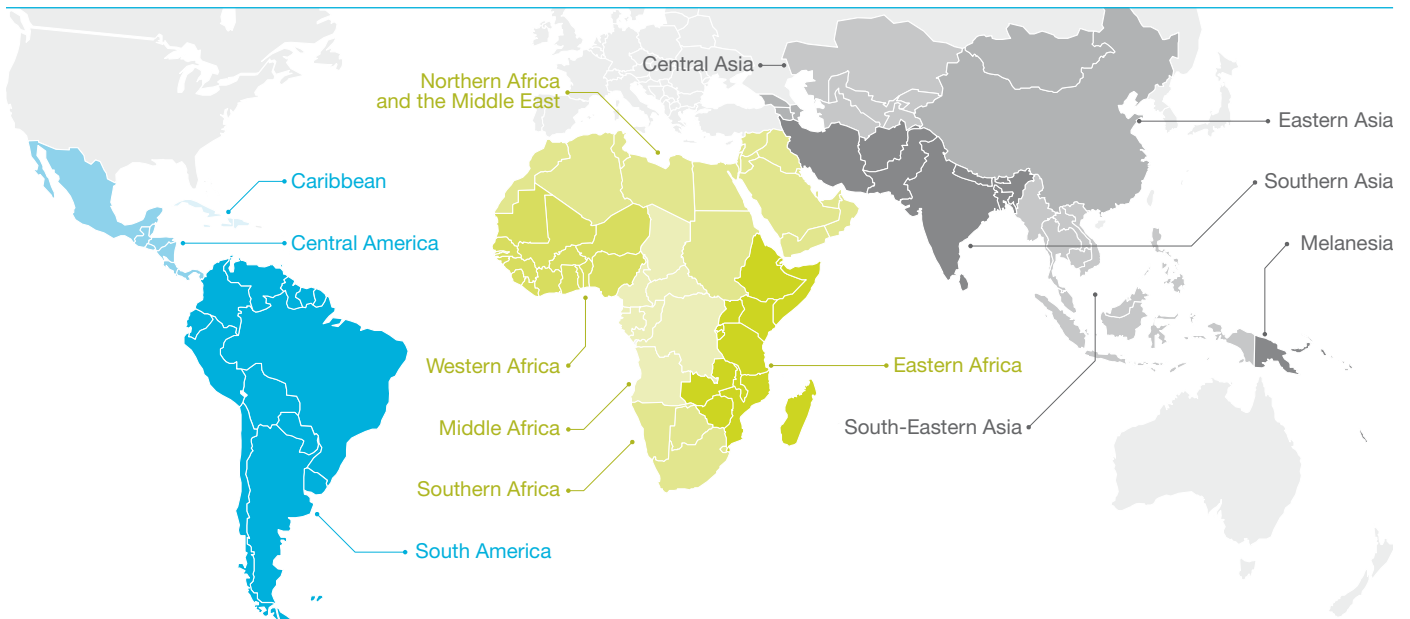 Central Asia
Northern Africa
and the Middle East
Eastern Asia
Caribbean
Southern Asia
Central America
Melanesia
Western Africa
Eastern Africa
Middle Africa
South-Eastern Asia
Southern Africa
South America